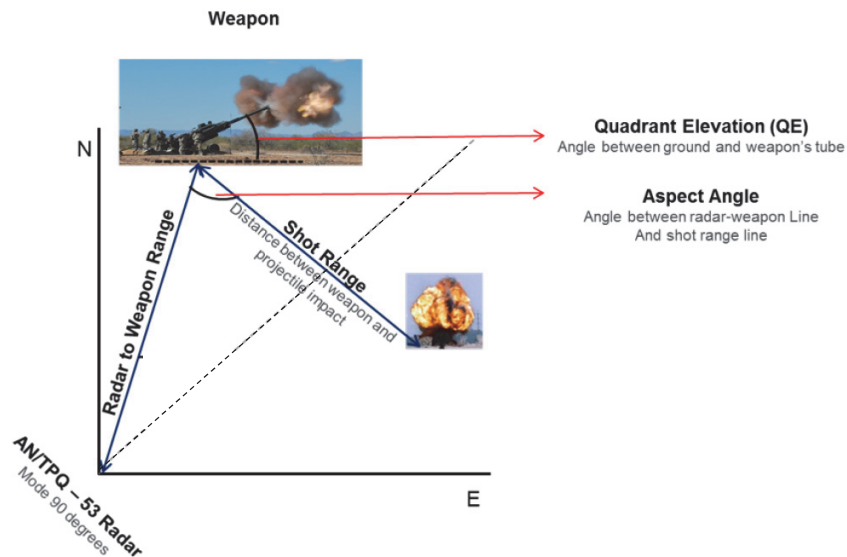 Weapon
N
Quadrant Elevation (QE)
Angle between ground and weapon's tube
Aspect Angle
Angle between radar-weapon Line
And shot range line
Radar to Weapon Range
Shot Range
Distance between weapon and
projectile impact
AN/TPQ – 53 Radar
Mode 90 degrees
E